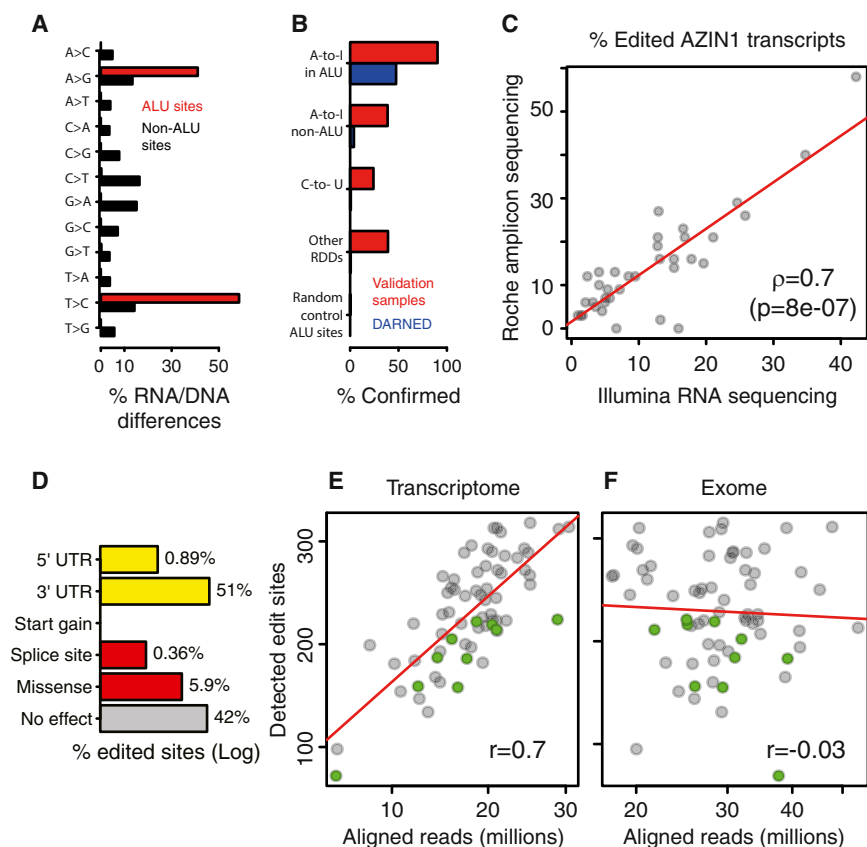 A
A>C
A>G
A>T
C>A
C>G
C>T
G>A
G>C
G>T
T>A
T>C
T>G
ALU sites
Non-ALU
sites
0 10 30 50
% RNA/DNA
differences
B
A-to-I
in ALU
A-to-I
non-ALU
C-to- U
Other
RDDs
Random
control
ALU sites
Validation
samples
DARNED
0 50 100
% Confirmed
C
% Edited AZIN1 transcripts
Roche amplicon sequencing
50
30
10
0
ρ=0.7
(p=8e-07)
0 10 20 30 40
Illumina RNA sequencing
D
5' UTR 0.89%
3' UTR 51%
Start gain
Splice site 0.36%
Missense 5.9%
No effect 42%
% edited sites (Log)
E
Transcriptome
Detected edit sites
300
200
100
r=0.7
10 20 30
Aligned reads (millions)
F
Exome
r=-0.03
20 30 40
Aligned reads (millions)